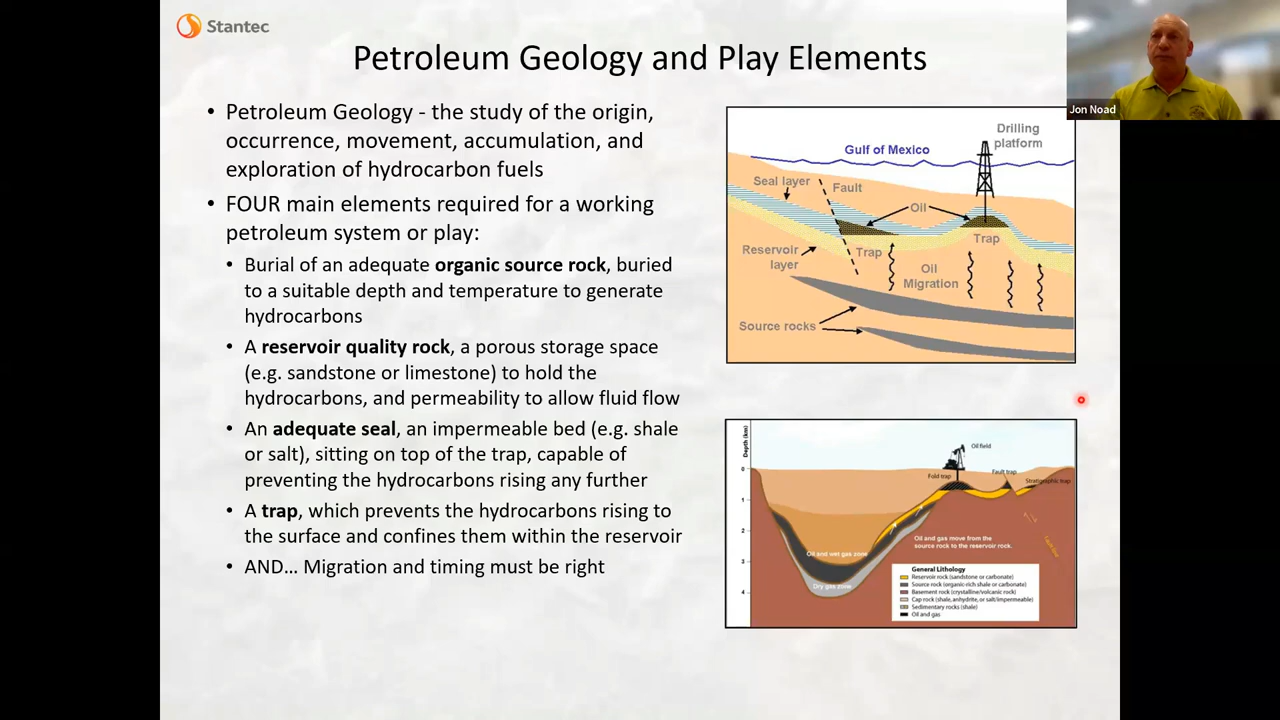 Stantec
Petroleum Geology and Play Elements
Jon Noad
• Petroleum Geology - the study of the origin,
occurrence, movement, accumulation, and
exploration of hydrocarbon fuels
• FOUR main elements required for a working
petroleum system or play:
• Burial of an adequate organic source rock, buried
to a suitable depth and temperature to generate
hydrocarbons
• A reservoir quality rock, a porous storage space
(e.g. sandstone or limestone) to hold the
hydrocarbons, and permeability to allow fluid flow
• An adequate seal, an impermeable bed (e.g. shale
or salt), sitting on top of the trap, capable of
preventing the hydrocarbons rising any further
• A trap, which prevents the hydrocarbons rising to
the surface and confines them within the reservoir
• AND... Migration and timing must be right
Drilling
platform
Gulf of Mexico
Seal layer
Fault
Oil
Reservoir
layer
Trap
Trap
Oil
Migration
Source rocks
Depth (km)
0
1
2
3
4
Oil field
Fold trap
Fault trap
Stratigraphic trap
Oil and gas move from the
source rock to the reservoir rock.
Oil and wet gas zone
Dry gas zone
General Lithology
Reservoir rock (sandstone or carbonate)
Source rock (organic-rich shale or carbonate)
Basement rock (crystalline/volcanic rock)
Cap rock (shale, anhydrite, or salt/impermeable)
Sedimentary rocks (shale)
Oil and gas